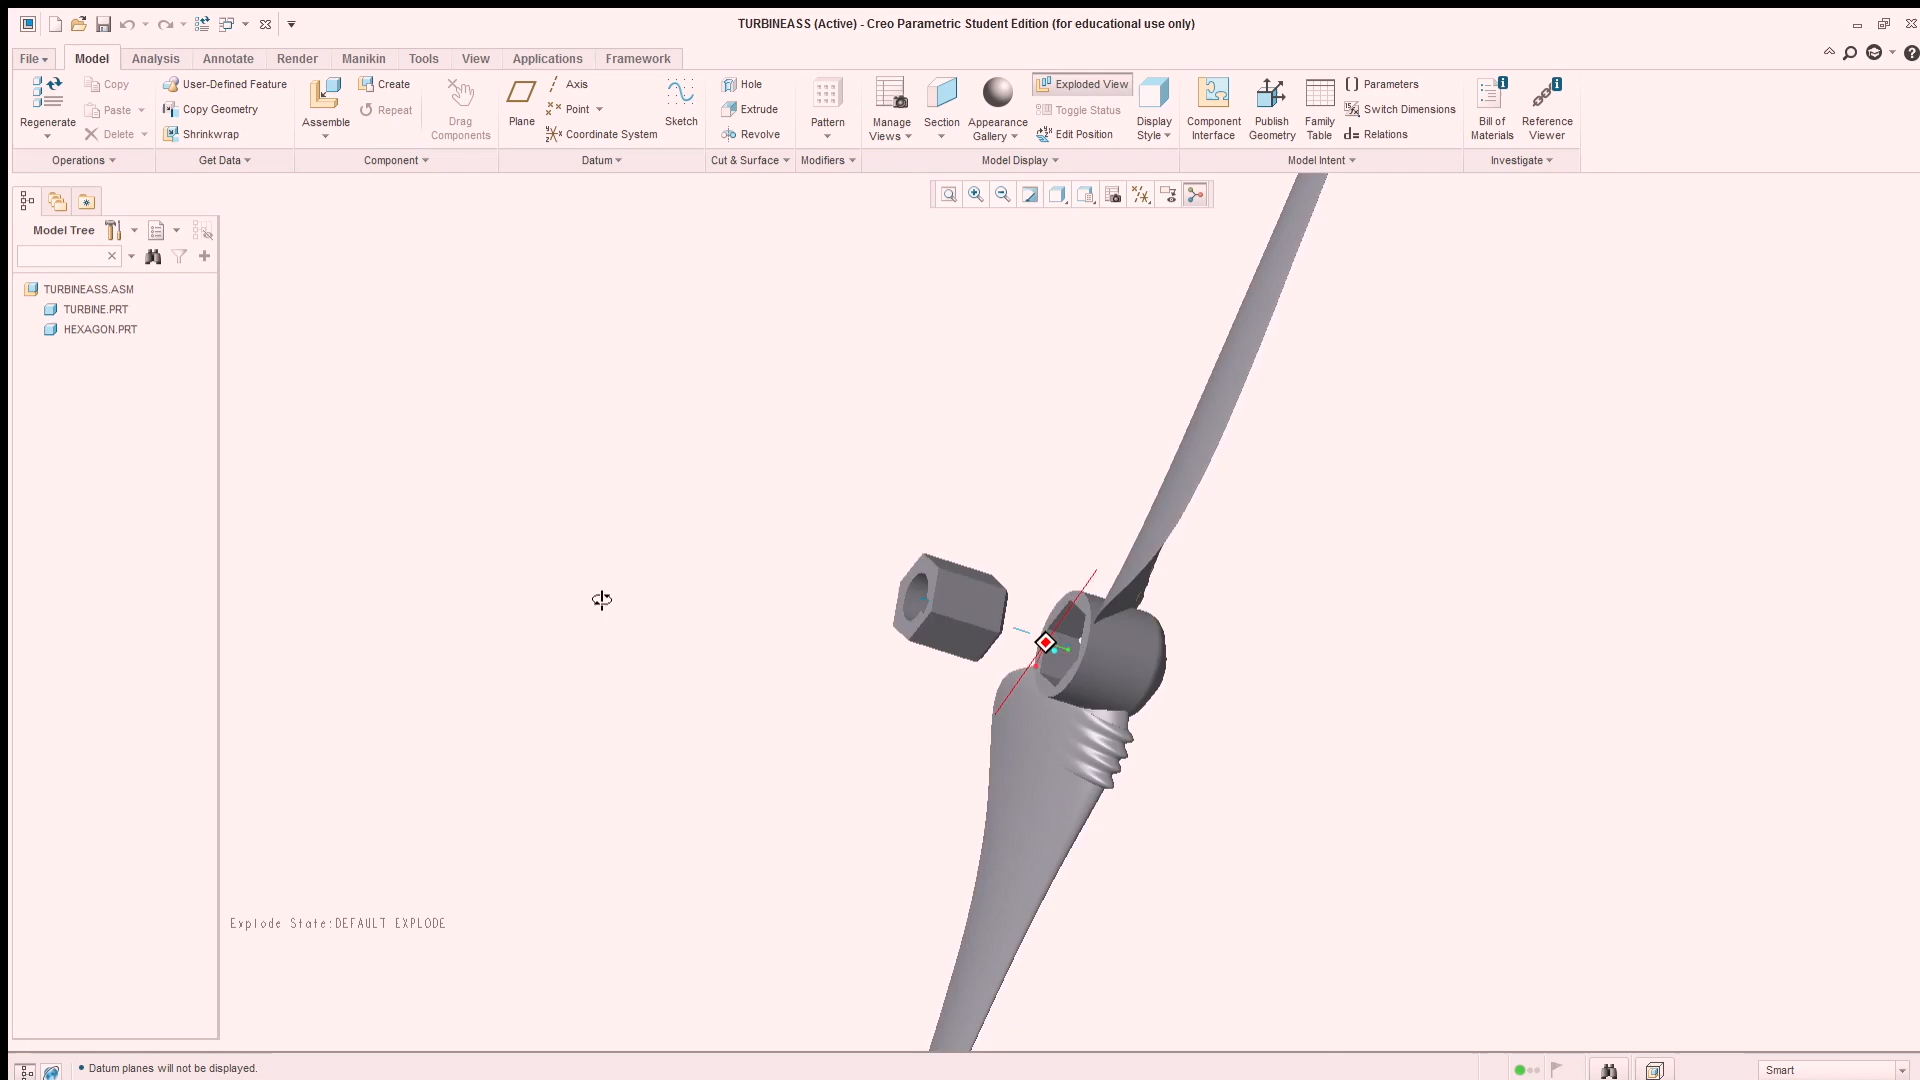 TURBINEASS (Active) - Creo Parametric Student Edition (for educational use only)
File Model Analysis Annotate Render Manikin Tools View Applications Framework
Regenerate
Copy
Paste
Delete
Operations
User-Defined Feature
Copy Geometry
Shrinkwrap
Get Data
Assemble
Create
Repeat
Drag
Components
Component
Plane
Axis
Point
Coordinate System
Sketch
Datum
Hole
Extrude
Revolve
Cut & Surface
Pattern
Modifiers
Manage
Views
Section
Appearance
Gallery
Exploded View
Toggle Status
Edit Position
Display
Style
Model Display
Component
Interface
Publish
Geometry
Family
Table
Parameters
Switch Dimensions
Relations
Model Intent
Bill of
Materials
Reference
Viewer
Investigate
Model Tree
TURBINEASS.ASM
TURBINE.PRT
HEXAGON.PRT
Explode State:DEFAULT EXPLODE
Datum planes will not be displayed.
Smart